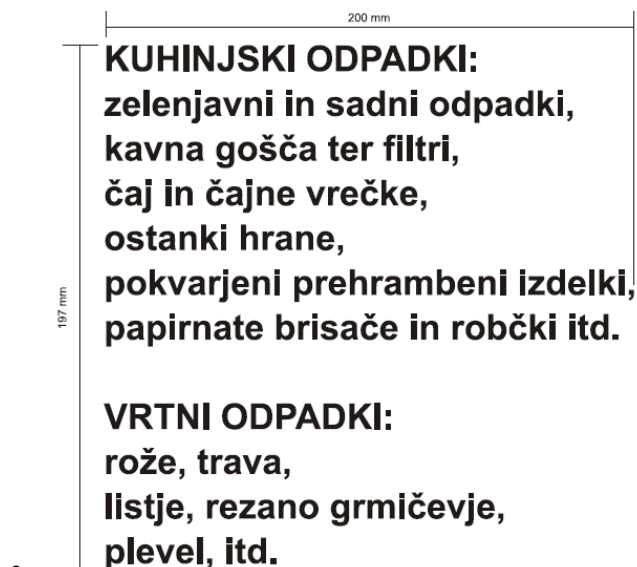 200 mm
KUHINJSKI ODPADKI:
zelenjavni in sadni odpadki,
kavna gošča ter filtri,
čaj in čajne vrečke,
ostanki hrane,
pokvarjeni prehrambeni izdelki,
papirnate brisače in robčki itd.
197 mm
VRTNI ODPADKI:
rože, trava,
listje, rezano grmičevje,
plevel, itd.